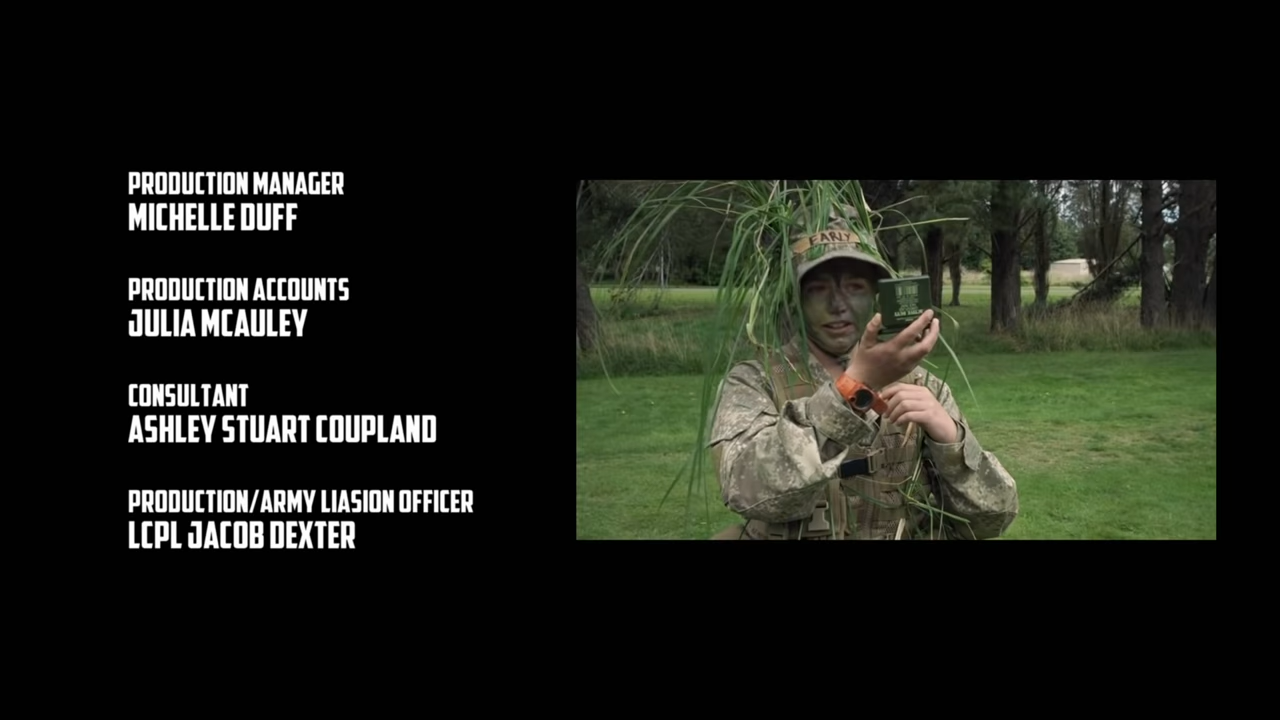 PRODUCTION MANAGER
MICHELLE DUFF
PRODUCTION ACCOUNTS
JULIA MCAULEY
CONSULTANT
ASHLEY STUART COUPLAND
PRODUCTION/ARMY LIASION OFFICER
LCPL JACOB DEXTER
EARLY